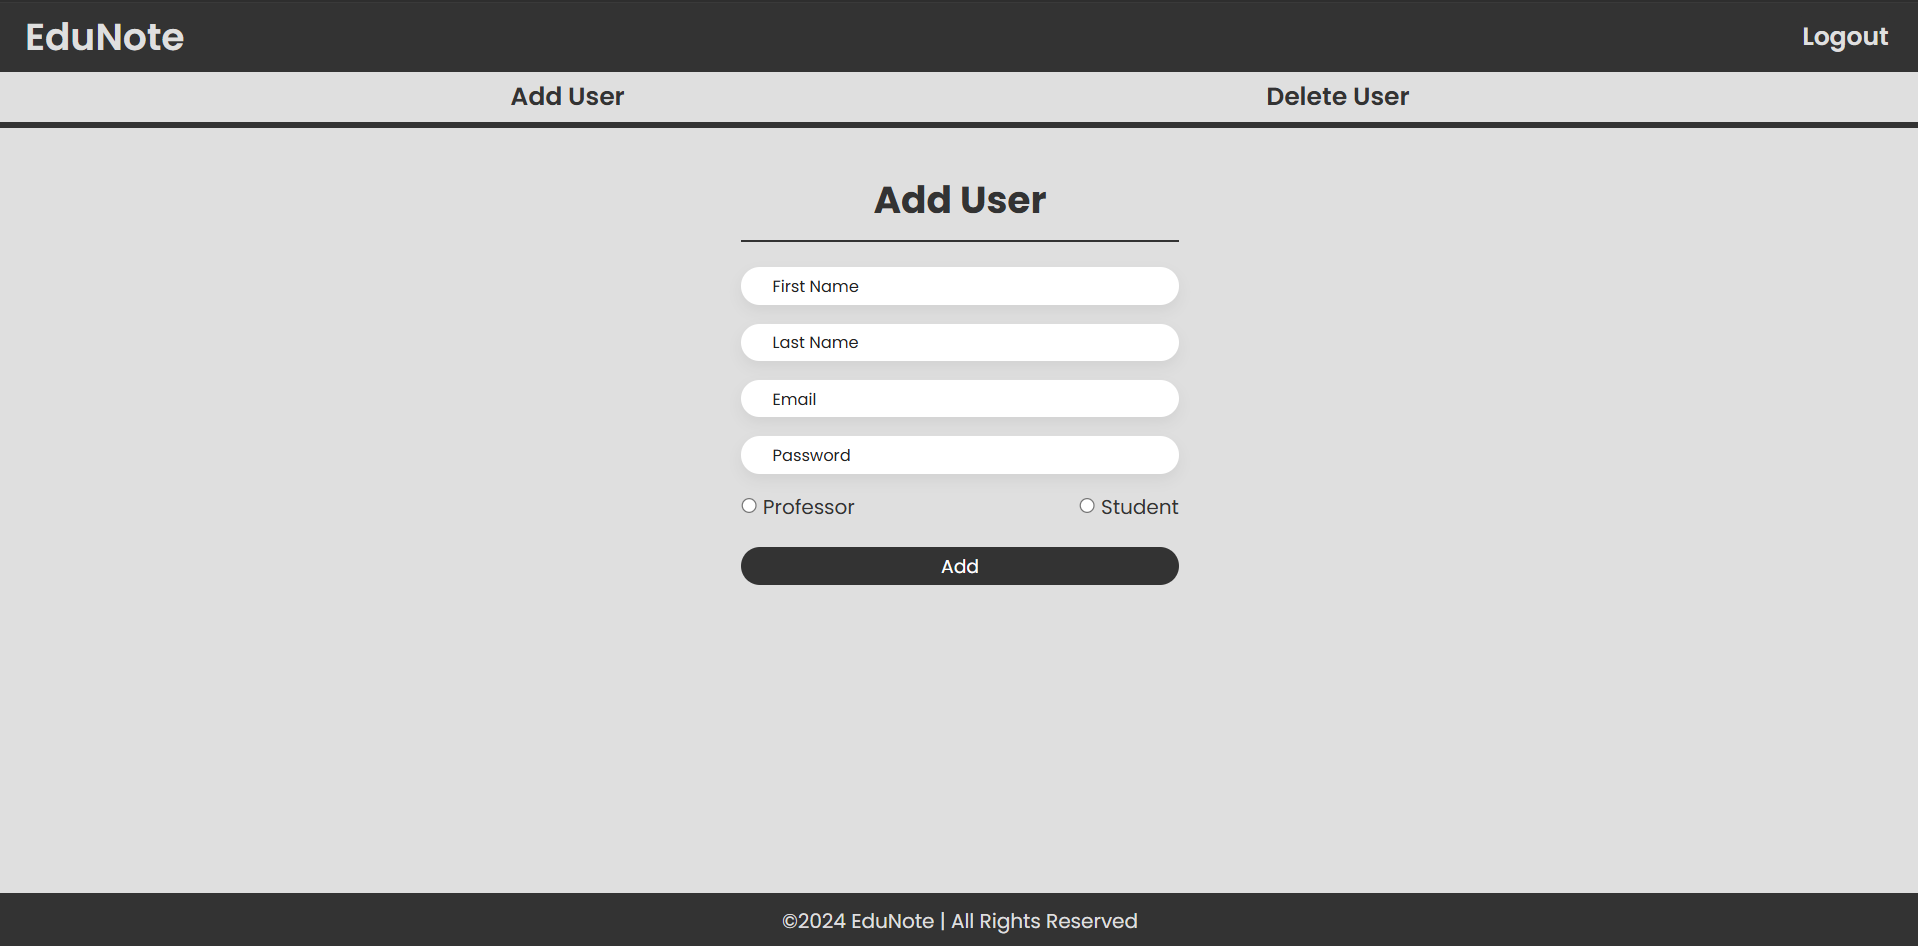 EduNote
Logout
Add User
Delete User
Add User
First Name
Last Name
Email
Password
Professor
Student
Add
©2024 EduNote | All Rights Reserved